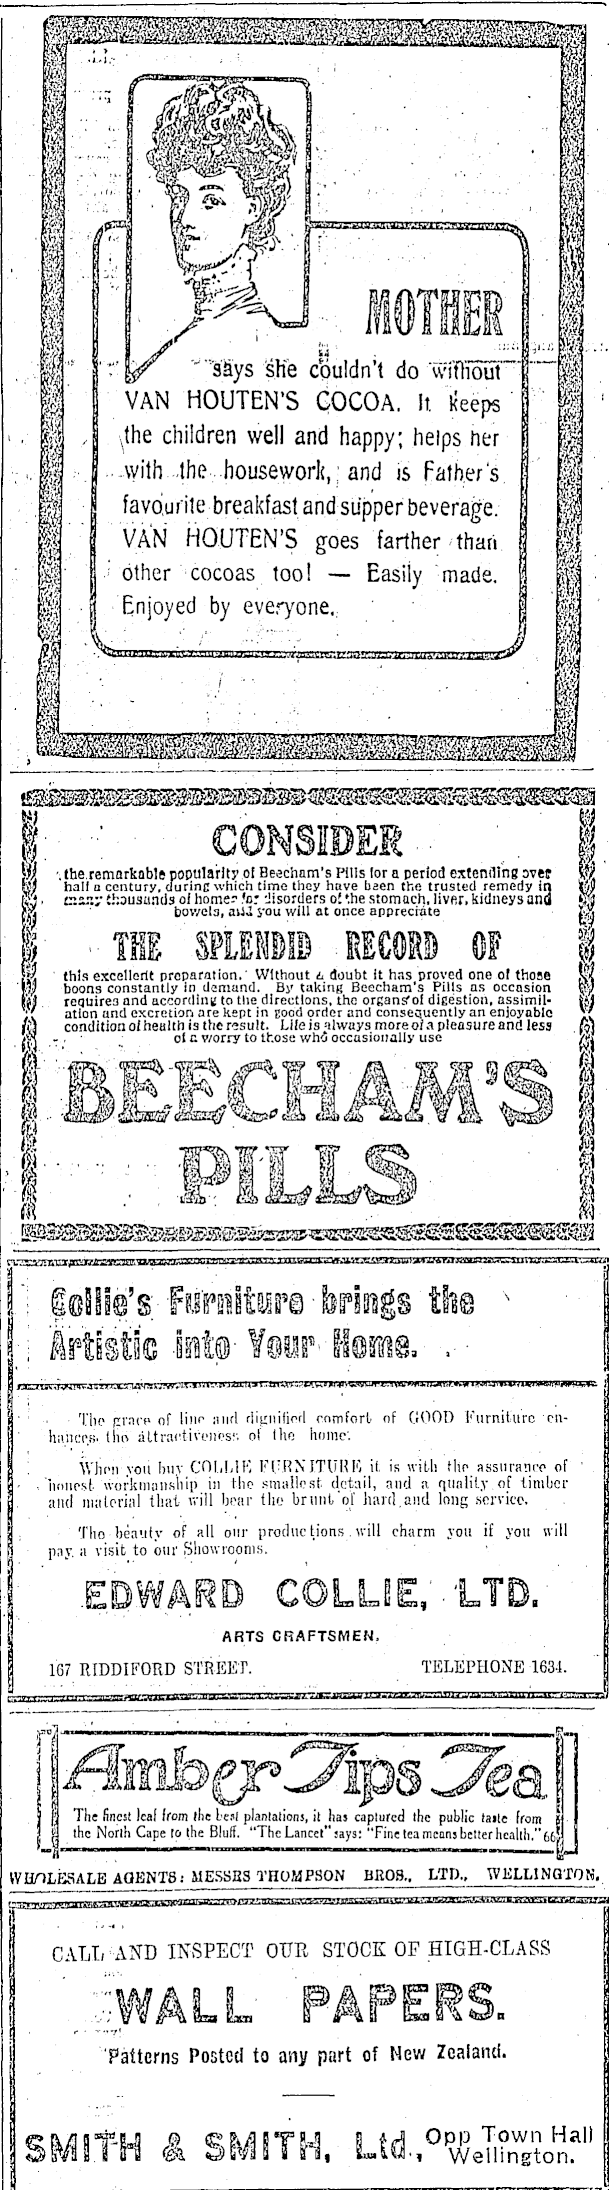 MOTHER
says she couldn't do without
VAN HOUTEN'S COCOA. It keeps
the children well and happy; helps her
with the housework, and is Father's
favourite breakfast and supper beverage.
VAN HOUTEN'S goes farther than
other cocoas too! — Easily made.
Enjoyed by everyone.
CONSIDER
the remarkable popularity of Beecham's Pills for a period extending over
half a century, during which time they have been the trusted remedy in
many thousands of homes for disorders of the stomach, liver, kidneys and
bowels, and you will at once appreciate
THE SPLENDID RECORD OF
this excellent preparation. Without a doubt it has proved one of those
boons constantly in demand. By taking Beecham's Pills as occasion
requires and according to the directions, the organs of digestion, assimil-
ation and excretion are kept in good order and consequently an enjoyable
condition of health is the result. Life is always more of a pleasure and less
of a worry to those who occasionally use
BEECHAM'S
PILLS
Collie's Furniture brings the
Artistic into Your Home.
The grace of line and dignified comfort of GOOD Furniture en-
hances the attractiveness of the home.
When you buy COLLIE FURNITURE it is with the assurance of
honest workmanship in the smallest detail, and a quality of timber
and material that will bear the brunt of hard and long service.
The beauty of all our productions will charm you if you will
pay a visit to our Showrooms.
EDWARD COLLIE, LTD.
ARTS CRAFTSMEN,
167 RIDDIFORD STREET. TELEPHONE 1634.
Amber Tips Tea
The finest leaf from the best plantations, it has captured the public taste from
the North Cape to the Bluff. "The Lancet" says: "Fine tea means better health." 66
WHOLESALE AGENTS: MESSRS THOMPSON BROS., LTD., WELLINGTON.
CALL AND INSPECT OUR STOCK OF HIGH-CLASS
WALL PAPERS.
Patterns Posted to any part of New Zealand.
SMITH & SMITH, Ltd., Opp Town Hall
Wellington.